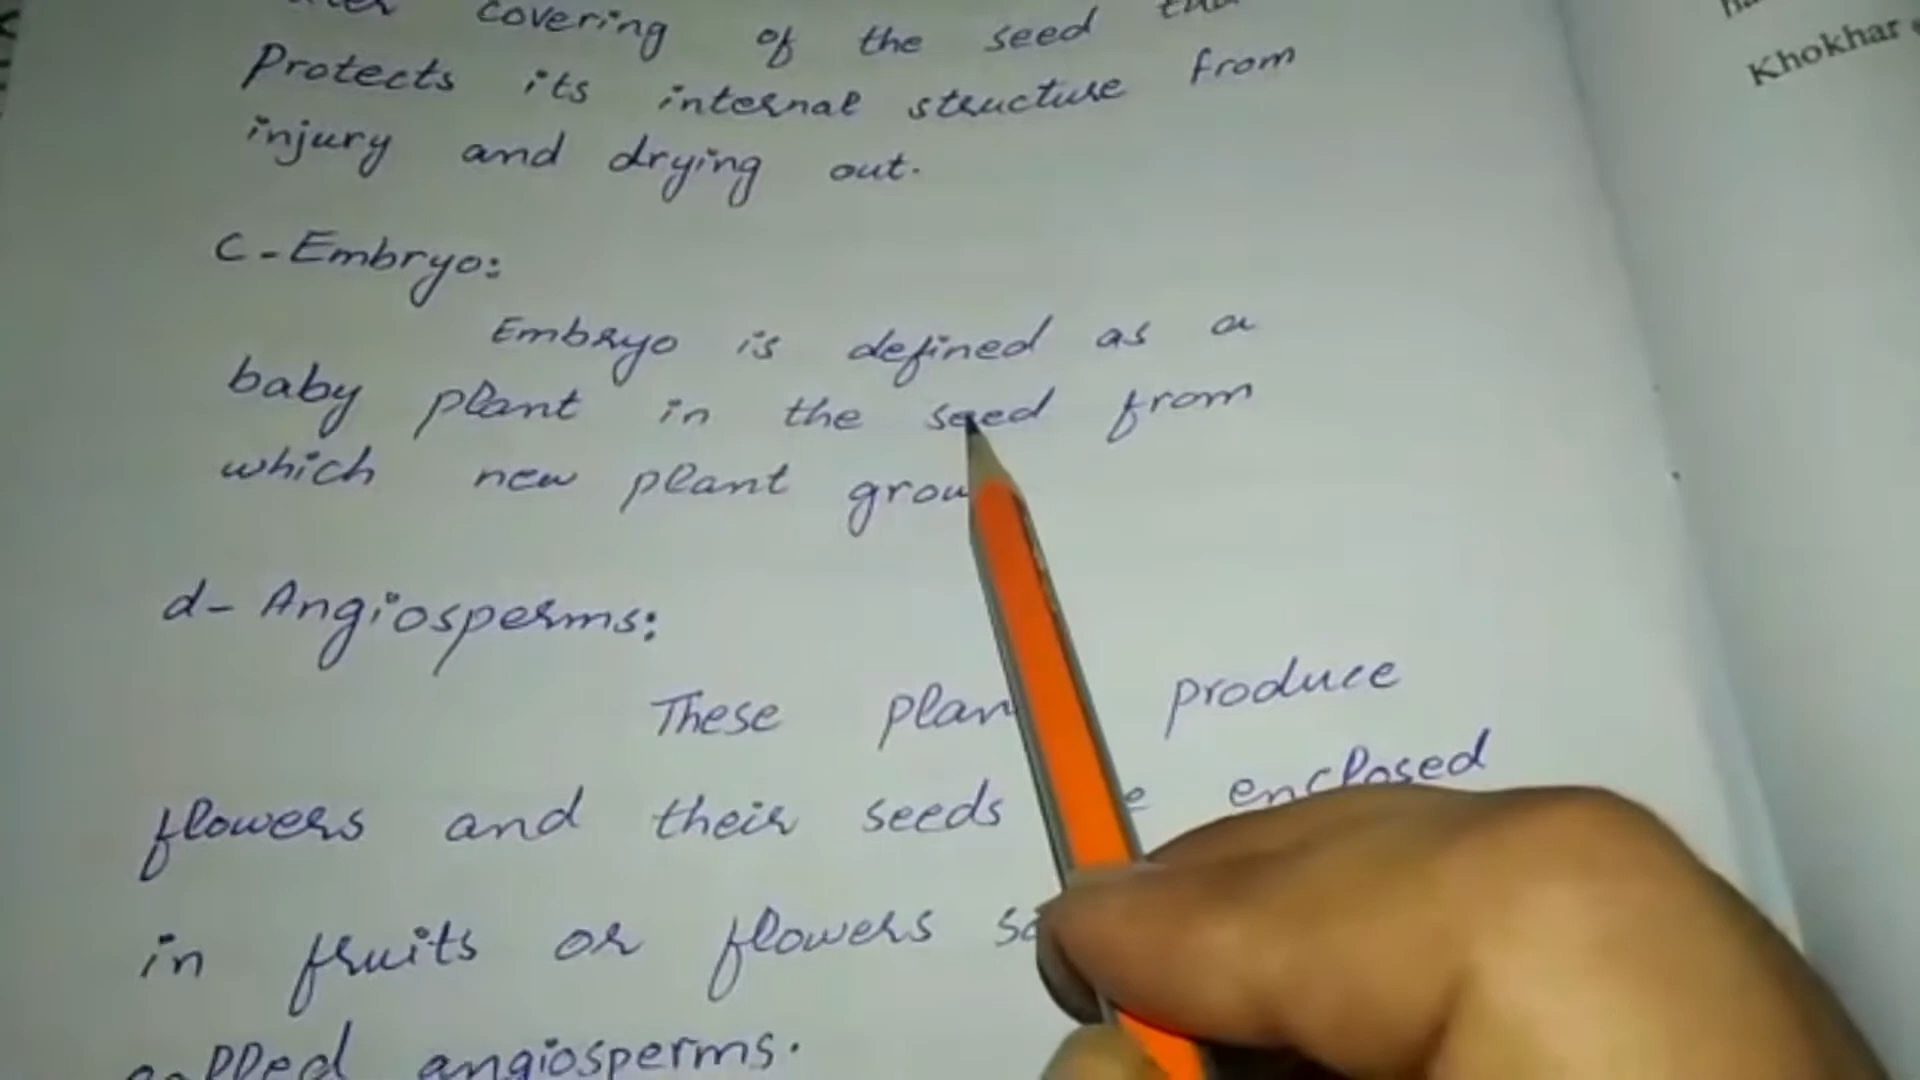 covering of the seed
Protects its internal structure from
injury and drying out.
C - Embryo:
Embryo is defined as a
baby plant in the seed from
which new plant grow
d - Angiosperms:
These plan produce
flowers and their seeds enclosed
in fruits or flowers so
called angiosperms.
Khokhar